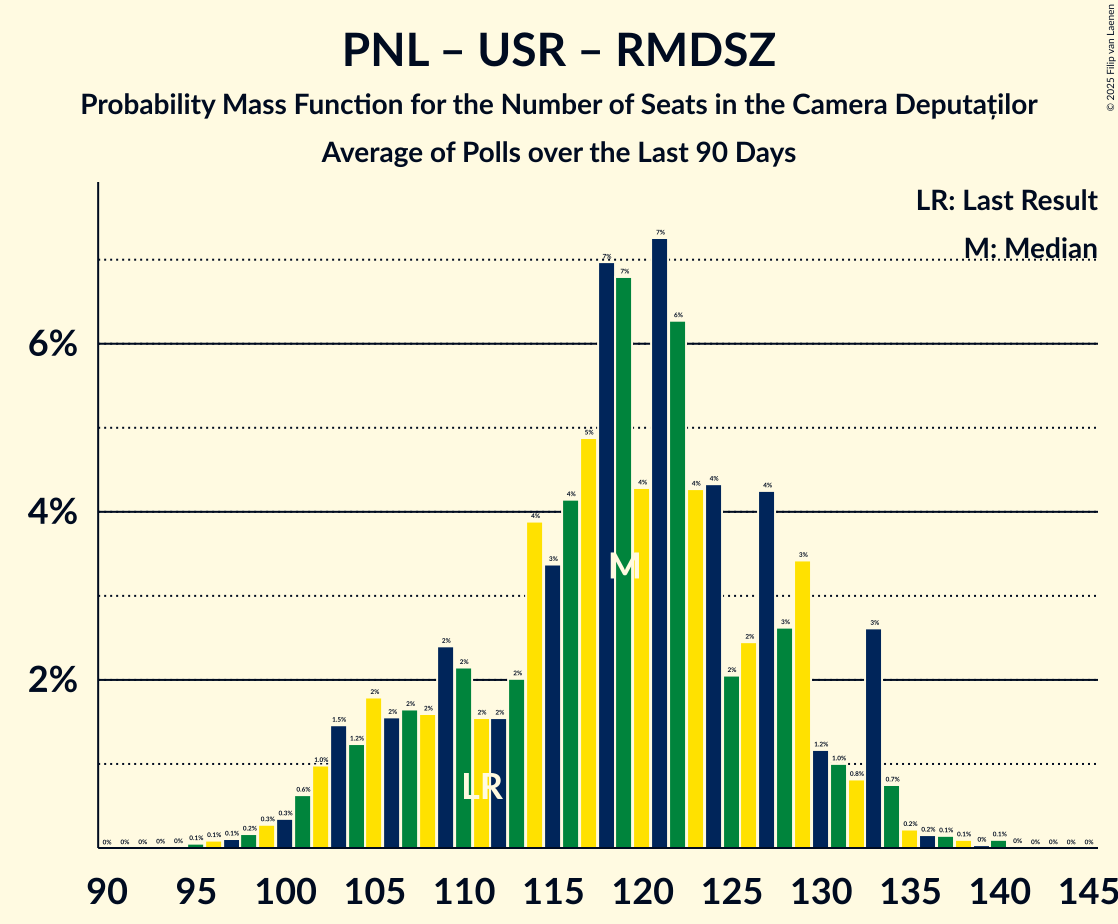 PNL – USR – RMDSZ
Probability Mass Function for the Number of Seats in the Camera Deputaților
Average of Polls over the Last 90 Days
© 2025 Filip van Laenen
LR: Last Result
M: Median
6%
4%
2%
0% 0% 0% 0% 0% 0.1% 0.1% 0.1% 0.2% 0.3% 0.3% 0.6% 1.0% 1.5% 1.2% 2% 2% 2% 2% 2% 2% 2% 2% 2% 4% 3% 4% 5% 7% 7% 4% 7% 6% 4% 4% 2% 2% 4% 3% 3% 1.2% 1.0% 0.8% 3% 0.7% 0.2% 0.2% 0.1% 0.1% 0% 0.1% 0% 0% 0% 0% 0%
M
LR
90 95 100 105 110 115 120 125 130 135 140 145